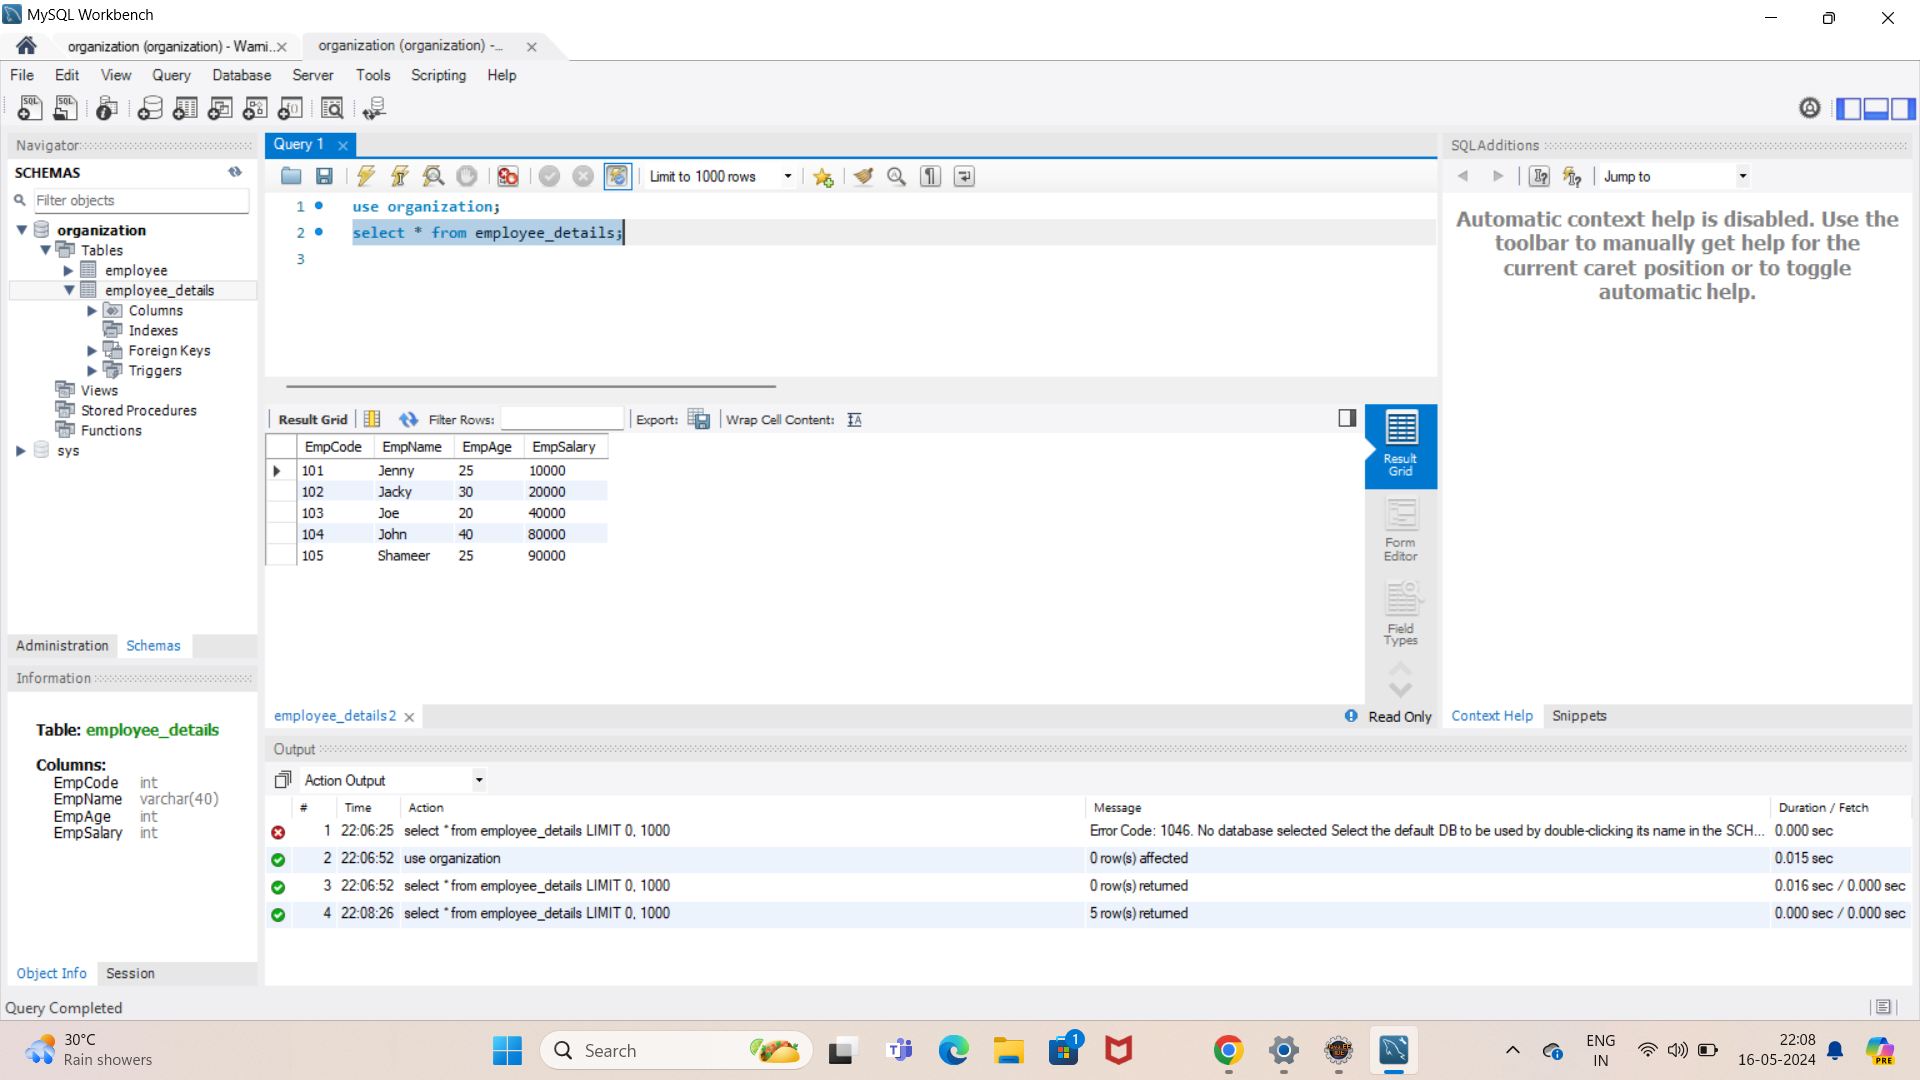 MySQL Workbench
organization (organization) - Warni...
organization (organization) -...
File Edit View Query Database Server Tools Scripting Help
Navigator
SCHEMAS
Filter objects
organization
Tables
employee
employee_details
Columns
Indexes
Foreign Keys
Triggers
Views
Stored Procedures
Functions
sys
Administration Schemas
Information
Table: employee_details
Columns:
EmpCode int
EmpName varchar(40)
EmpAge int
EmpSalary int
Object Info Session
Query Completed
Query 1
Limit to 1000 rows
1 use organization;
2 select * from employee_details;
3
Result Grid Filter Rows: Export: Wrap Cell Content:
EmpCode EmpName EmpAge EmpSalary
101 Jenny 25 10000
102 Jacky 30 20000
103 Joe 20 40000
104 John 40 80000
105 Shameer 25 90000
Result
Grid
Form
Editor
Field
Types
employee_details2
Read Only
SQLAdditions
Jump to
Automatic context help is disabled. Use the
toolbar to manually get help for the
current caret position or to toggle
automatic help.
Context Help Snippets
Output
Action Output
# Time Action Message Duration / Fetch
1 22:06:25 select * from employee_details LIMIT 0, 1000 Error Code: 1046. No database selected Select the default DB to be used by double-clicking its name in the SCH... 0.000 sec
2 22:06:52 use organization 0 row(s) affected 0.015 sec
3 22:06:52 select * from employee_details LIMIT 0, 1000 0 row(s) returned 0.016 sec / 0.000 sec
4 22:08:26 select * from employee_details LIMIT 0, 1000 5 row(s) returned 0.000 sec / 0.000 sec
30°C
Rain showers
Search
1
ENG
IN
22:08
16-05-2024
PRE